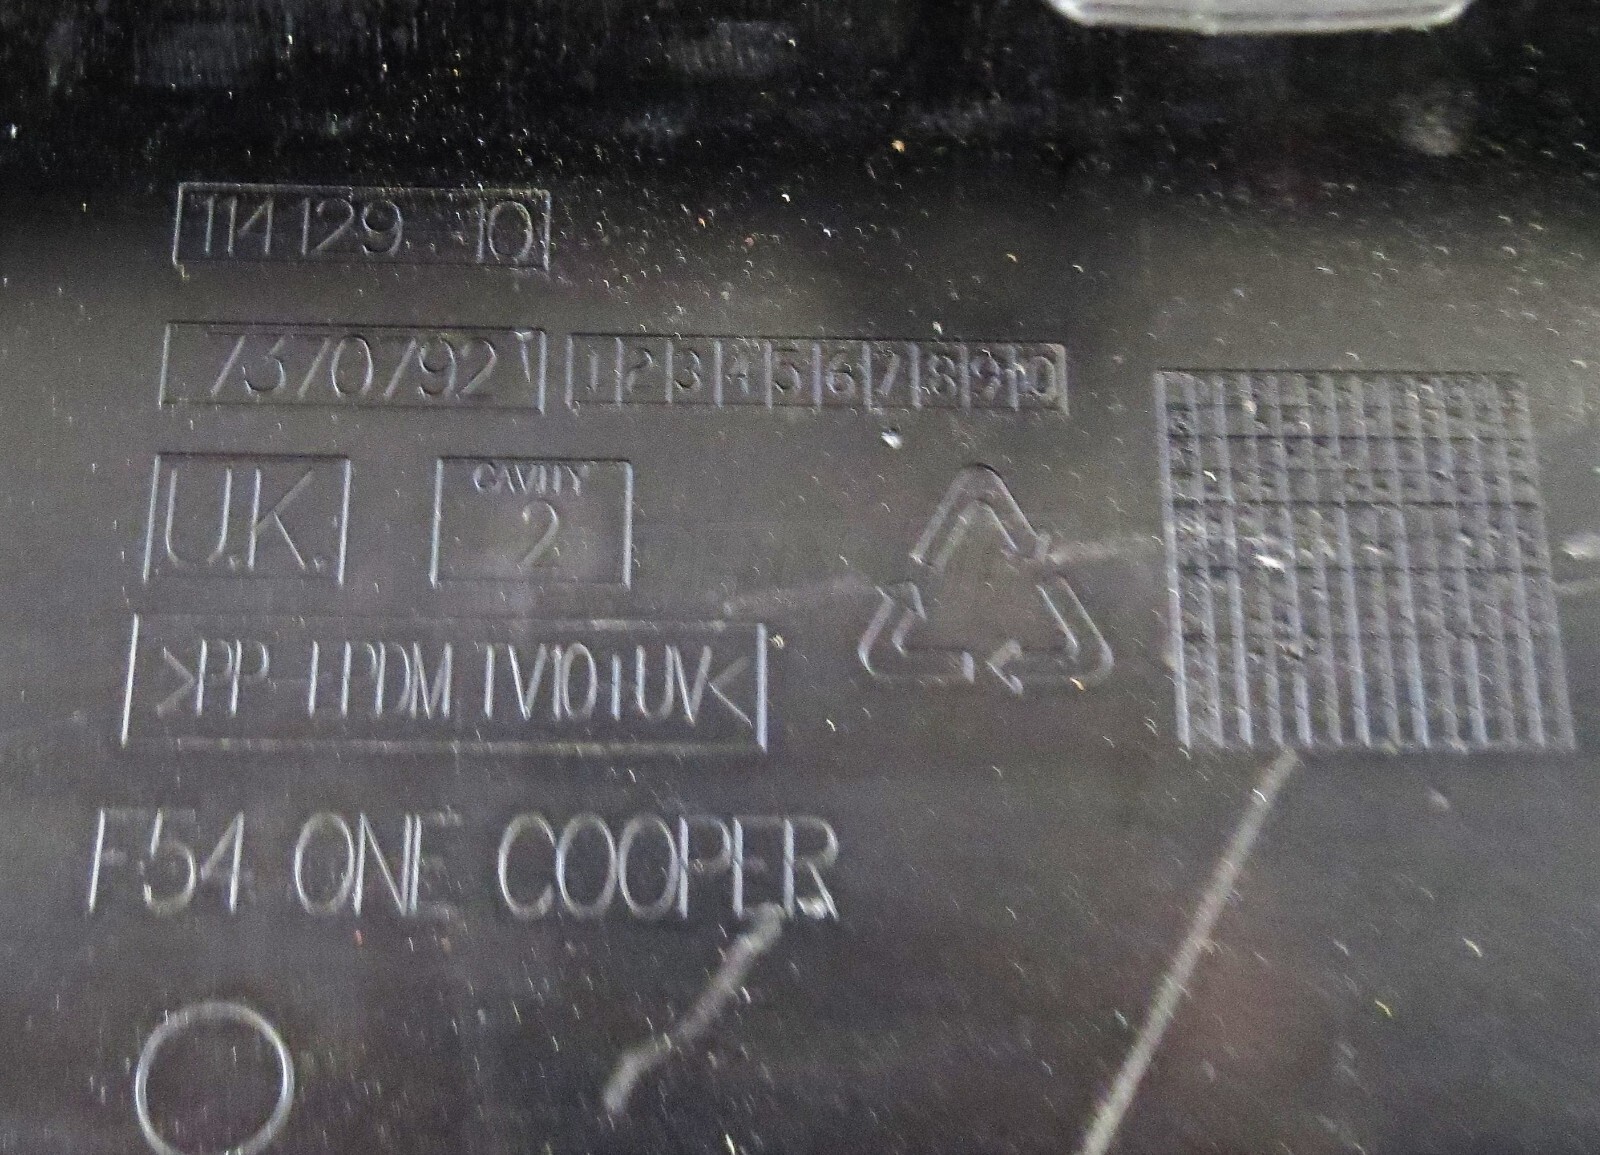 114129 10
7370792 1 2 3 4 5 6 7 8 9 10
U.K. CAVITY 2
>PP-EPDM TV10+UV<
F54 ONE COOPER